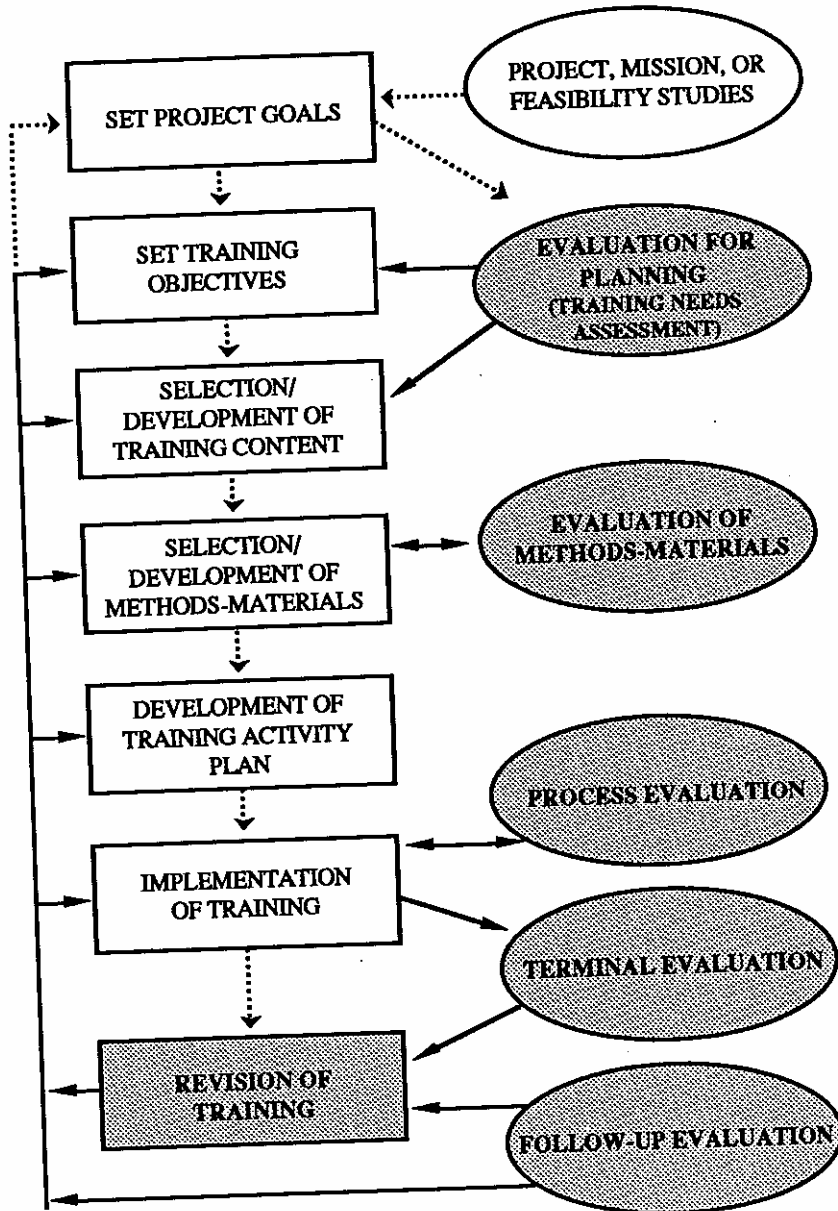 PROJECT, MISSION, OR
FEASIBILITY STUDIES
SET PROJECT GOALS
SET TRAINING
OBJECTIVES
EVALUATION FOR
PLANNING
(TRAINING NEEDS
ASSESSMENT)
SELECTION/
DEVELOPMENT OF
TRAINING CONTENT
SELECTION/
DEVELOPMENT OF
METHODS-MATERIALS
EVALUATION OF
METHODS-MATERIALS
DEVELOPMENT OF
TRAINING ACTIVITY
PLAN
PROCESS EVALUATION
IMPLEMENTATION
OF TRAINING
TERMINAL EVALUATION
REVISION OF
TRAINING
FOLLOW-UP EVALUATION